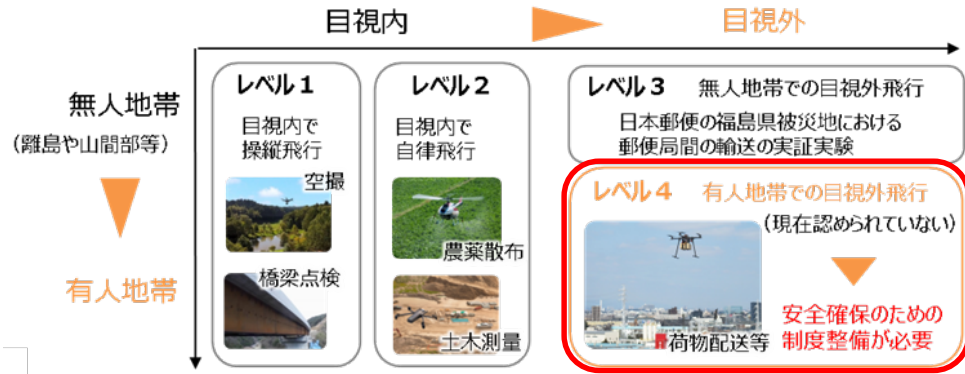 目視内
目視外
無人地帯
(離島や山間部等)
有人地帯
レベル1
目視内で
操縦飛行
空撮
橋梁点検
レベル2
目視内で
自律飛行
農薬散布
土木測量
レベル3 無人地帯での目視外飛行
日本郵便の福島県被災地における
郵便局間の輸送の実証実験
レベル4 有人地帯での目視外飛行
(現在認められていない)
荷物配送等
安全確保のための
制度整備が必要